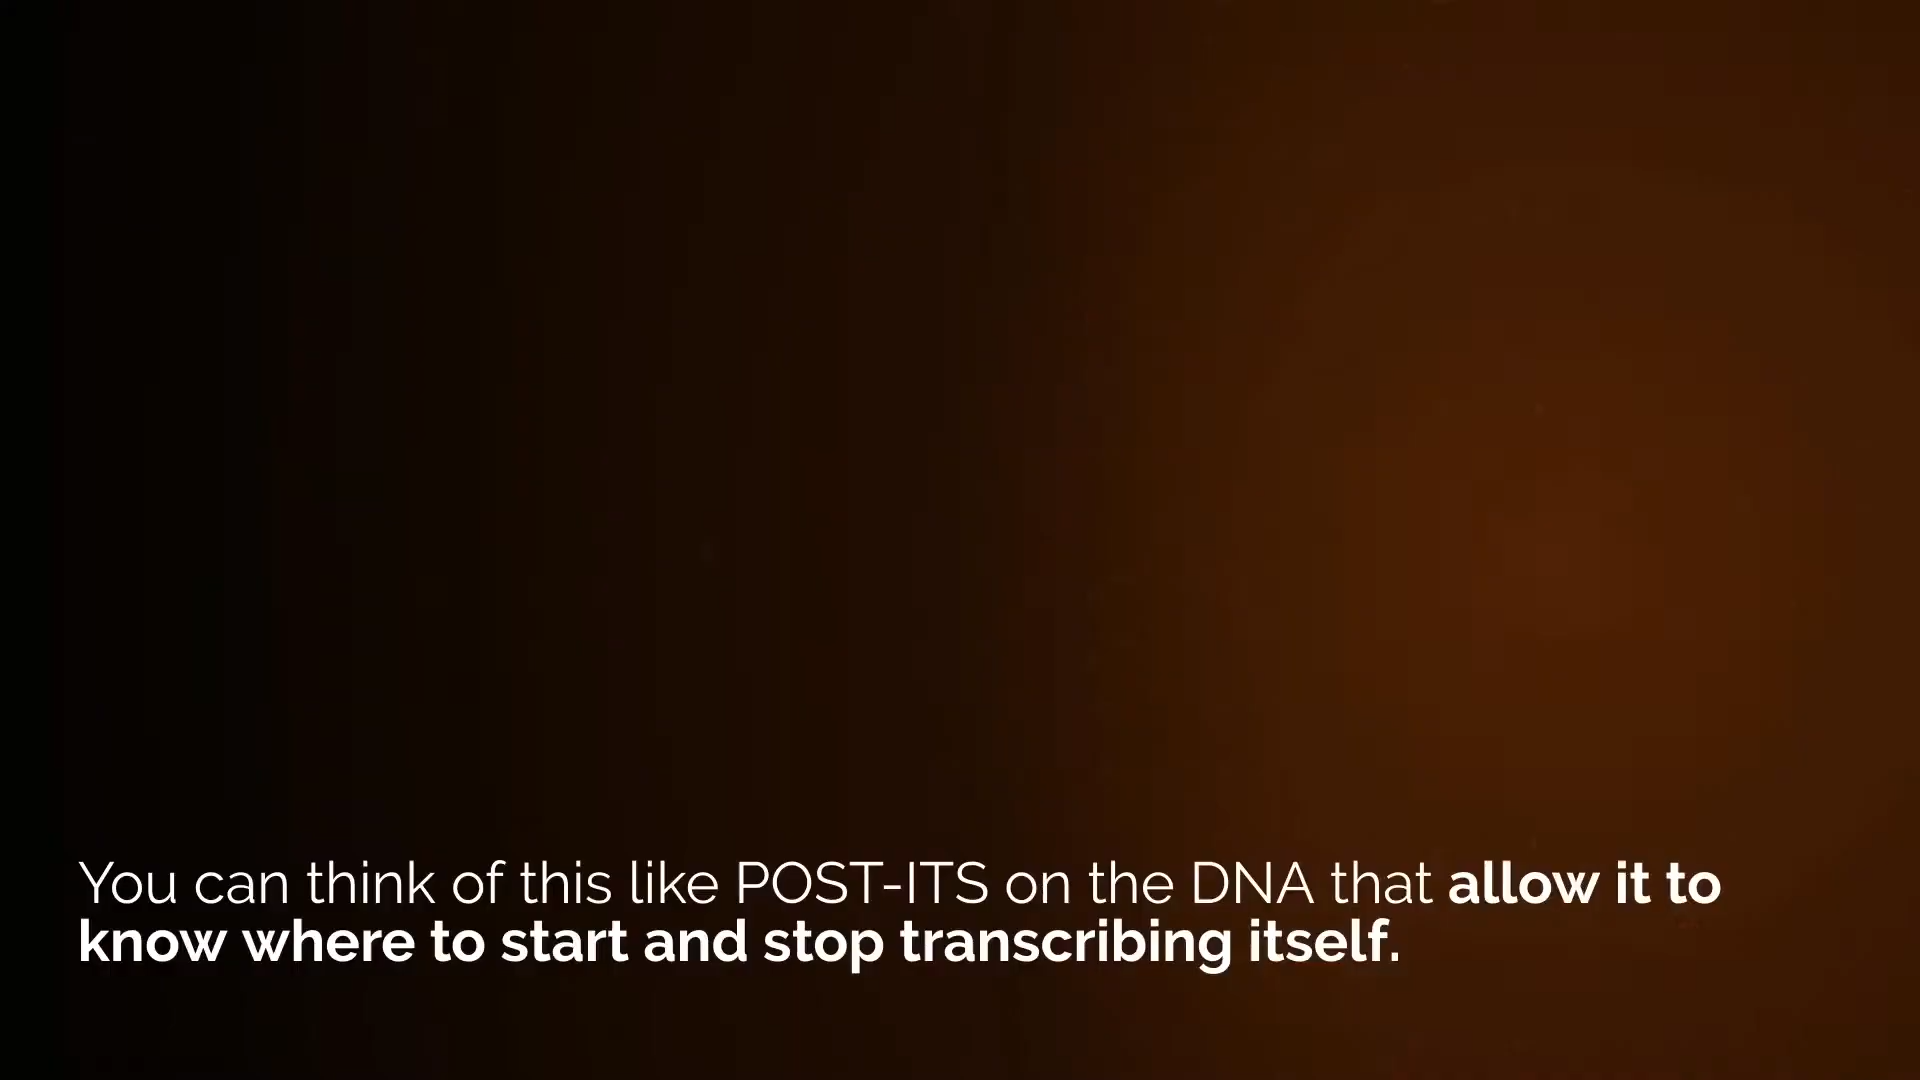 You can think of this like POST-ITS on the DNA that allow it to
know where to start and stop transcribing itself.